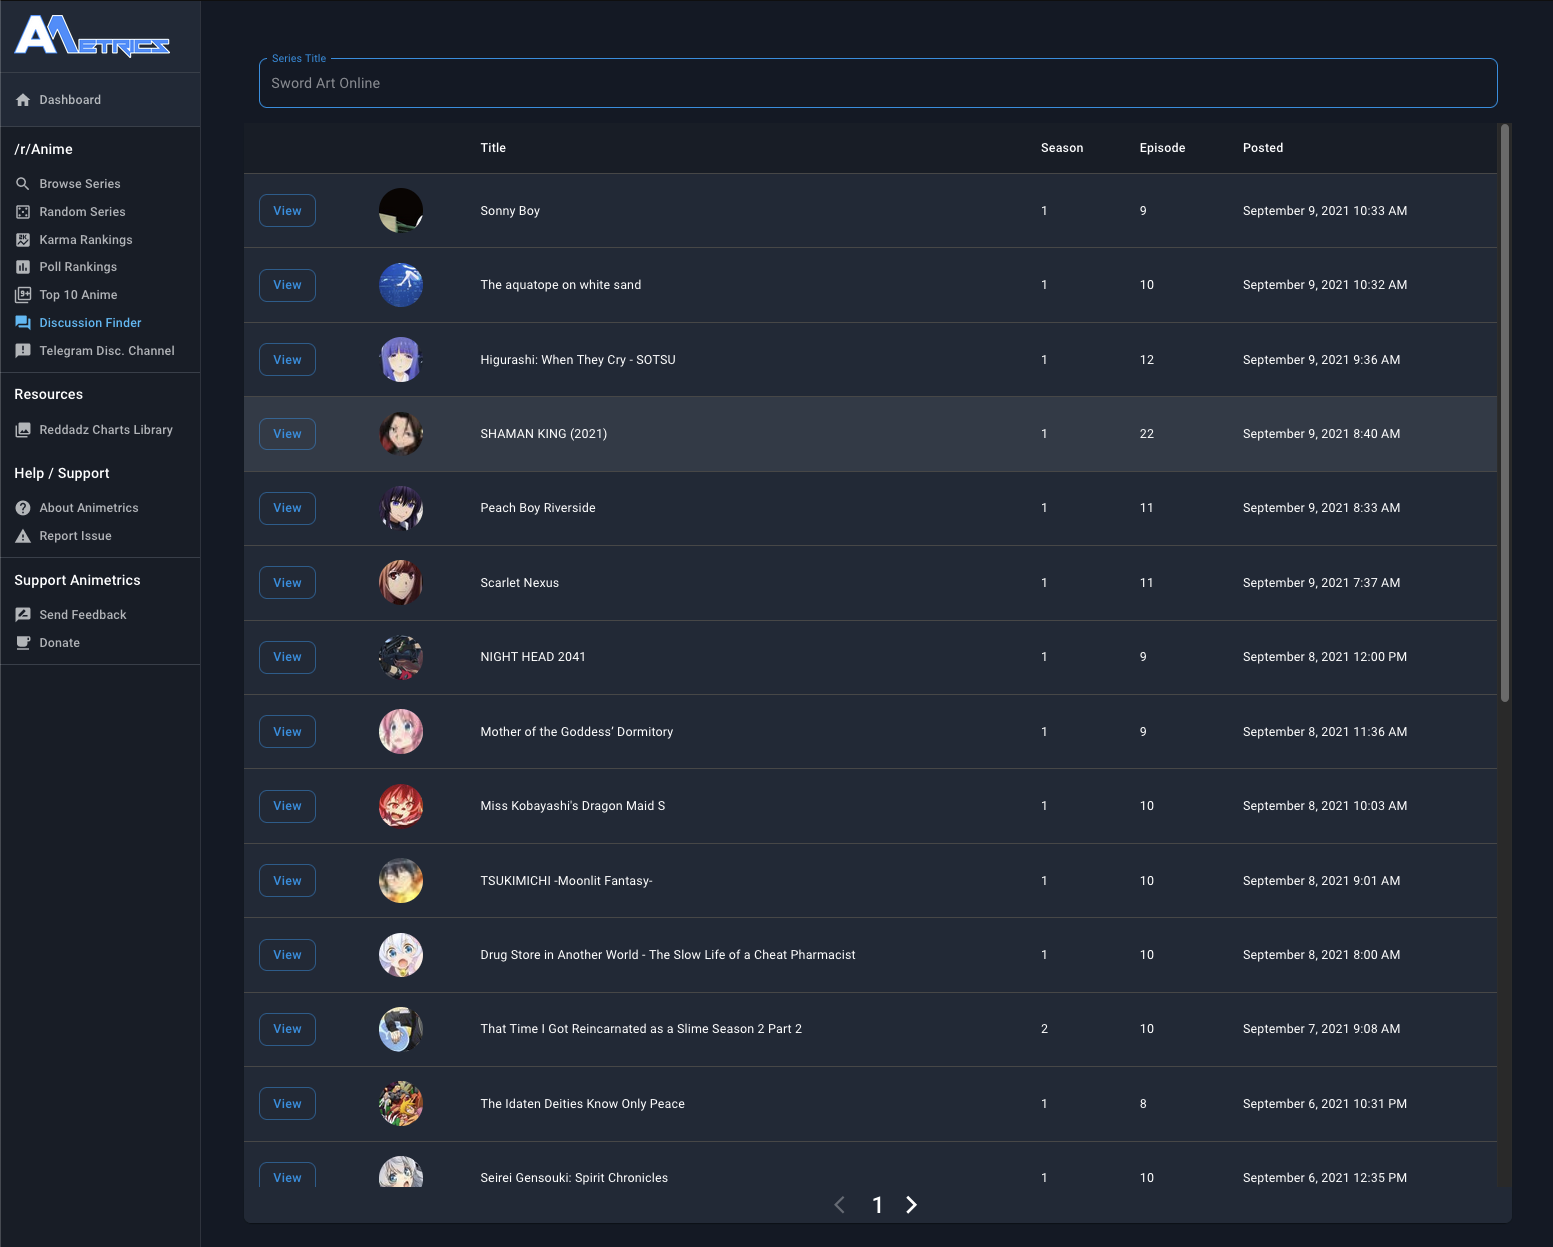 AMETRICS
Dashboard
/r/Anime
Browse Series
Random Series
Karma Rankings
Poll Rankings
Top 10 Anime
Discussion Finder
Telegram Disc. Channel
Resources
Reddadz Charts Library
Help / Support
About Animetrics
Report Issue
Support Animetrics
Send Feedback
Donate
Series Title
Sword Art Online
Title Season Episode Posted
View Sonny Boy 1 9 September 9, 2021 10:33 AM
View The aquatope on white sand 1 10 September 9, 2021 10:32 AM
View Higurashi: When They Cry - SOTSU 1 12 September 9, 2021 9:36 AM
View SHAMAN KING (2021) 1 22 September 9, 2021 8:40 AM
View Peach Boy Riverside 1 11 September 9, 2021 8:33 AM
View Scarlet Nexus 1 11 September 9, 2021 7:37 AM
View NIGHT HEAD 2041 1 9 September 8, 2021 12:00 PM
View Mother of the Goddess’ Dormitory 1 9 September 8, 2021 11:36 AM
View Miss Kobayashi's Dragon Maid S 1 10 September 8, 2021 10:03 AM
View TSUKIMICHI -Moonlit Fantasy- 1 10 September 8, 2021 9:01 AM
View Drug Store in Another World - The Slow Life of a Cheat Pharmacist 1 10 September 8, 2021 8:00 AM
View That Time I Got Reincarnated as a Slime Season 2 Part 2 2 10 September 7, 2021 9:08 AM
View The Idaten Deities Know Only Peace 1 8 September 6, 2021 10:31 PM
View Seirei Gensouki: Spirit Chronicles 1 10 September 6, 2021 12:35 PM
1